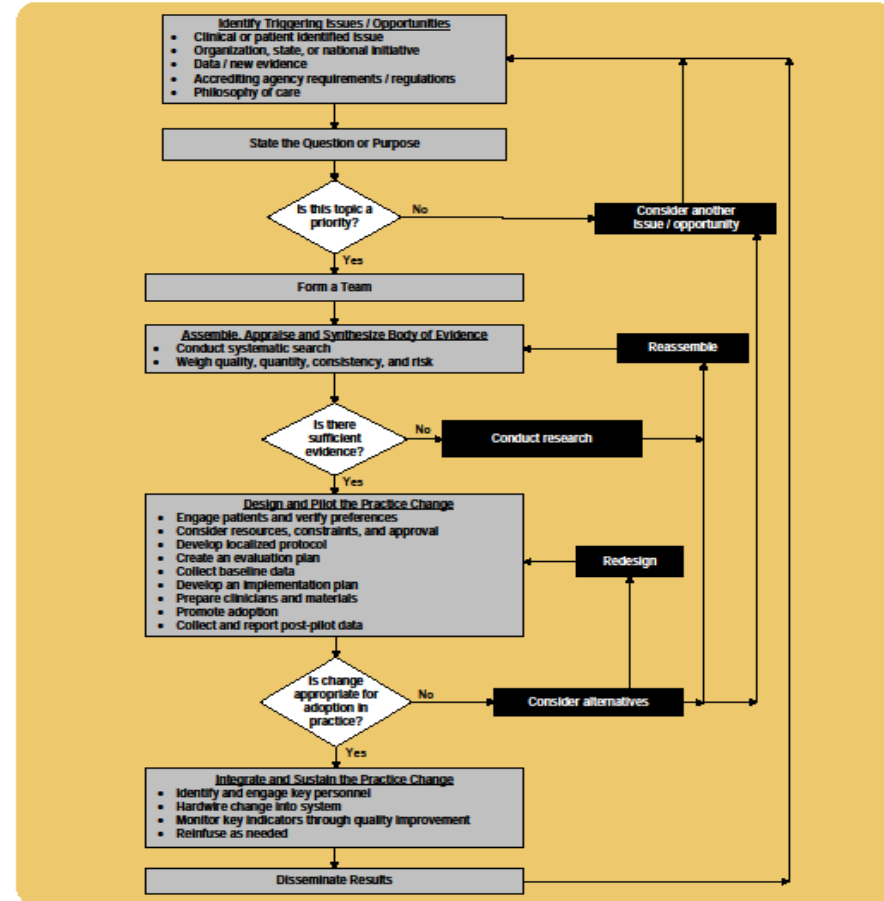 Identify Triggering Issues / Opportunities
• Clinical or patient identified issue
• Organization, state, or national initiative
• Data / new evidence
• Accrediting agency requirements / regulations
• Philosophy of care
State the Question or Purpose
Is this topic a
priority?
No
Consider another
issue / opportunity
Yes
Form a Team
Assemble, Appraise and Synthesize Body of Evidence
• Conduct systematic search
• Weigh quality, quantity, consistency, and risk
Reassemble
Is there
sufficient
evidence?
No
Conduct research
Yes
Design and Pilot the Practice Change
• Engage patients and verify preferences
• Consider resources, constraints, and approval
• Develop localized protocol
• Create an evaluation plan
• Collect baseline data
• Develop an implementation plan
• Prepare clinicians and materials
• Promote adoption
• Collect and report post-pilot data
Redesign
Is change
appropriate for
adoption in
practice?
No
Consider alternatives
Yes
Integrate and Sustain the Practice Change
• Identify and engage key personnel
• Hardwire change into system
• Monitor key indicators through quality improvement
• Reinfuse as needed
Disseminate Results